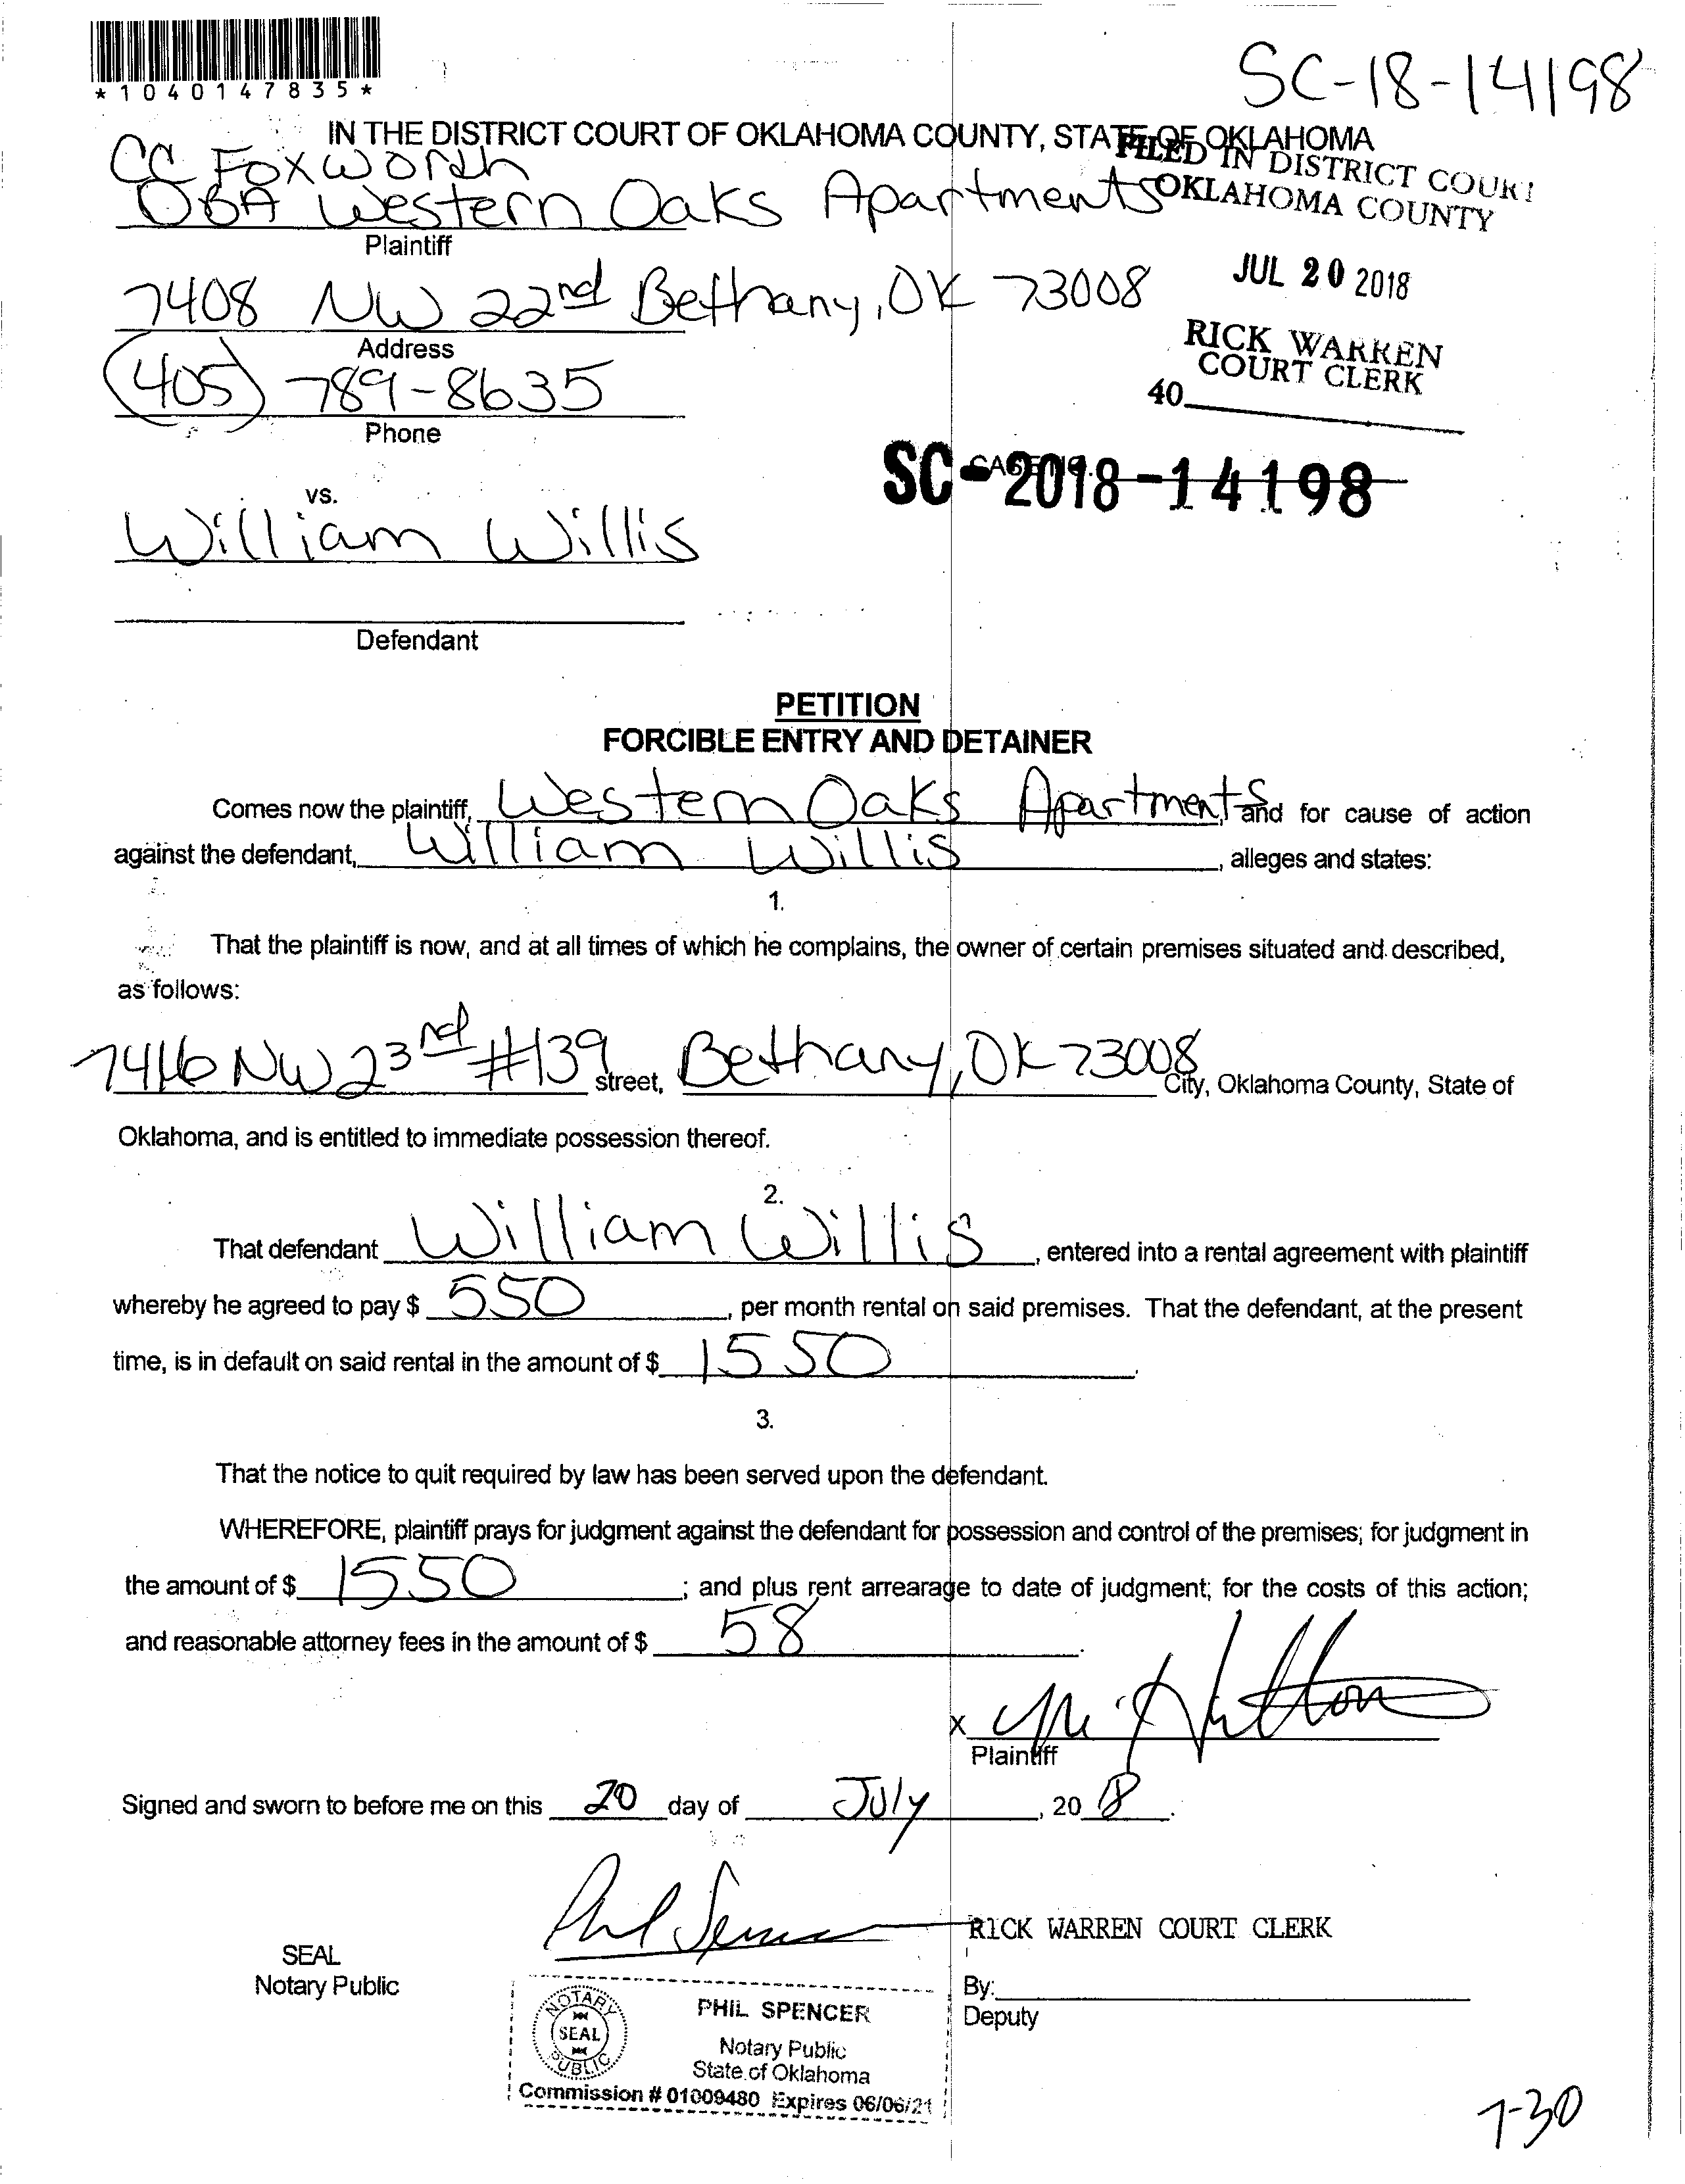 *1040147835*
SC-18-14198
IN THE DISTRICT COURT OF OKLAHOMA COUNTY, STATE OF OKLAHOMA
FILED IN DISTRICT COURT
OKLAHOMA COUNTY
CC Foxworth
DBA Western Oaks Apartments
Plaintiff
JUL 20 2018
7408 NW 22nd Bethany, OK 73008
Address
RICK WARREN
COURT CLERK
40
(405) 789-8635
Phone
CASE NO.
SC-2018-14198
vs.
William Willis
Defendant
PETITION
FORCIBLE ENTRY AND DETAINER
Comes now the plaintiff, Western Oaks Apartments and for cause of action
against the defendant, William Willis, alleges and states:
1.
That the plaintiff is now, and at all times of which he complains, the owner of certain premises situated and described,
as follows:
7416 NW 23rd #139 street, Bethany, OK 73008 City, Oklahoma County, State of
Oklahoma, and is entitled to immediate possession thereof.
2.
That defendant William Willis, entered into a rental agreement with plaintiff
whereby he agreed to pay $ 550, per month rental on said premises. That the defendant, at the present
time, is in default on said rental in the amount of $ 1550.
3.
That the notice to quit required by law has been served upon the defendant.
WHEREFORE, plaintiff prays for judgment against the defendant for possession and control of the premises; for judgment in
the amount of $ 1550; and plus rent arrearage to date of judgment; for the costs of this action;
and reasonable attorney fees in the amount of $ 58.
X
Plaintiff
Signed and sworn to before me on this 20 day of July, 2018.
RICK WARREN COURT CLERK
SEAL
Notary Public
By:
Deputy
NOTARY
SEAL
PUBLIC
PHIL SPENCER
Notary Public
State of Oklahoma
Commission # 01009480 Expires 06/06/21
7-30